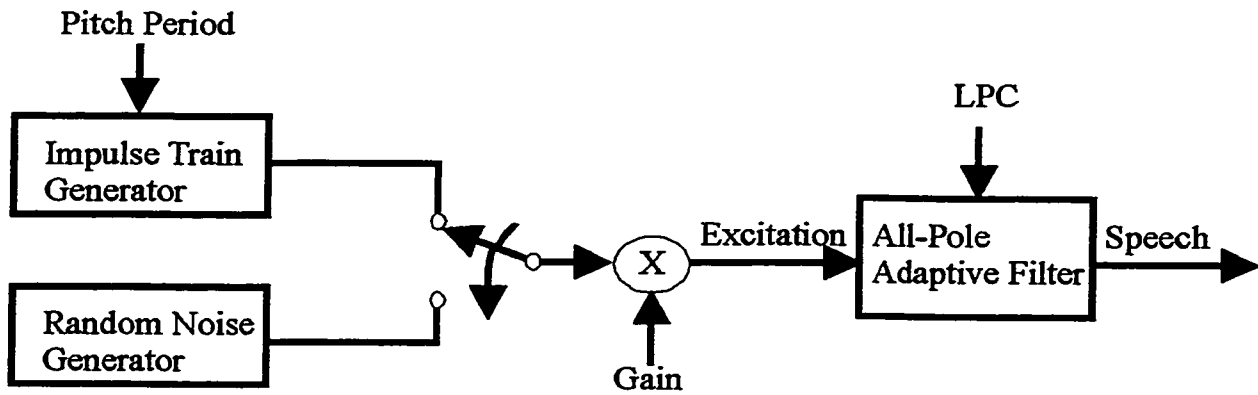 Pitch Period
Impulse Train
Generator
Random Noise
Generator
X
Gain
Excitation
LPC
All-Pole
Adaptive Filter
Speech